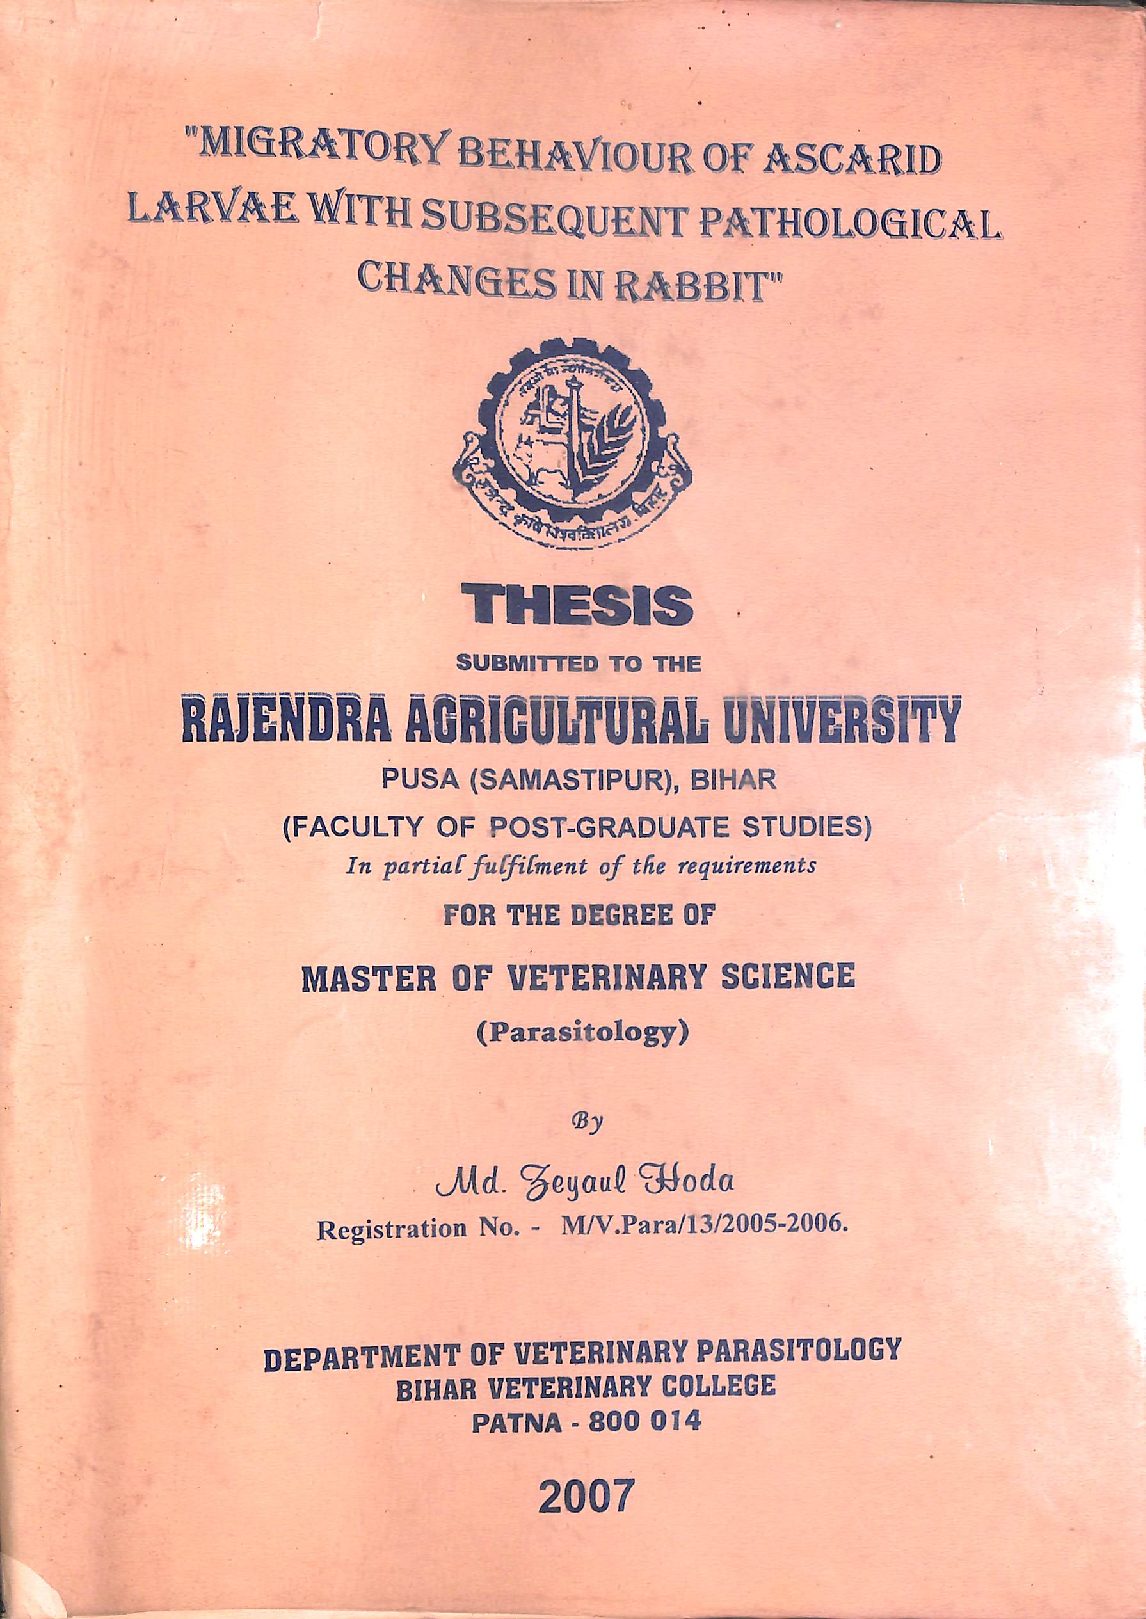 "MIGRATORY BEHAVIOUR OF ASCARID
LARVAE WITH SUBSEQUENT PATHOLOGICAL
CHANGES IN RABBIT"
राजेन्द्र कृषि विश्वविद्यालय, बिहार
THESIS
SUBMITTED TO THE
RAJENDRA AGRICULTURAL UNIVERSITY
PUSA (SAMASTIPUR), BIHAR
(FACULTY OF POST-GRADUATE STUDIES)
In partial fulfilment of the requirements
FOR THE DEGREE OF
MASTER OF VETERINARY SCIENCE
(Parasitology)
By
Md. Zeyaul Hoda
Registration No. - M/V.Para/13/2005-2006.
DEPARTMENT OF VETERINARY PARASITOLOGY
BIHAR VETERINARY COLLEGE
PATNA - 800 014
2007